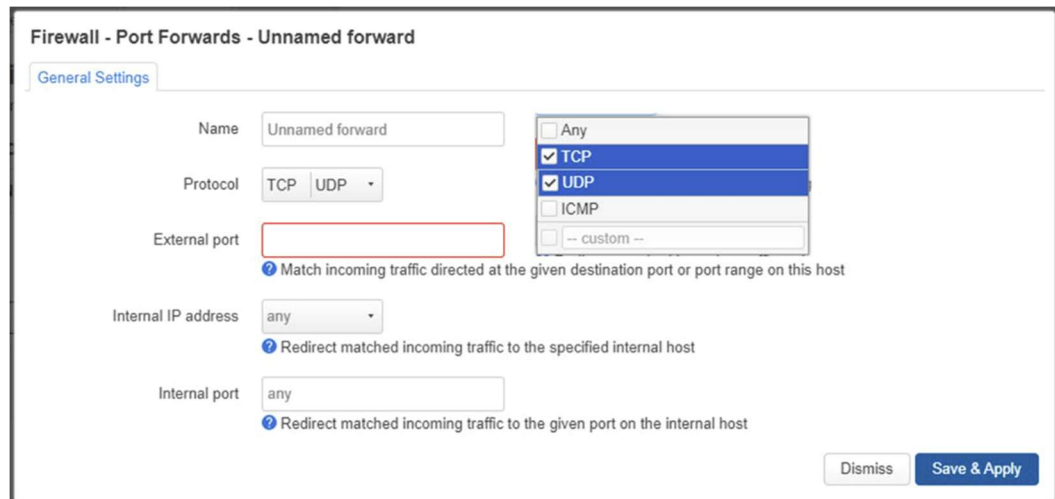 Firewall - Port Forwards - Unnamed forward
General Settings
Name Unnamed forward
Any
TCP
UDP
ICMP
-- custom --
Protocol TCP UDP
External port
Match incoming traffic directed at the given destination port or port range on this host
Internal IP address any
Redirect matched incoming traffic to the specified internal host
Internal port any
Redirect matched incoming traffic to the given port on the internal host
Dismiss Save & Apply